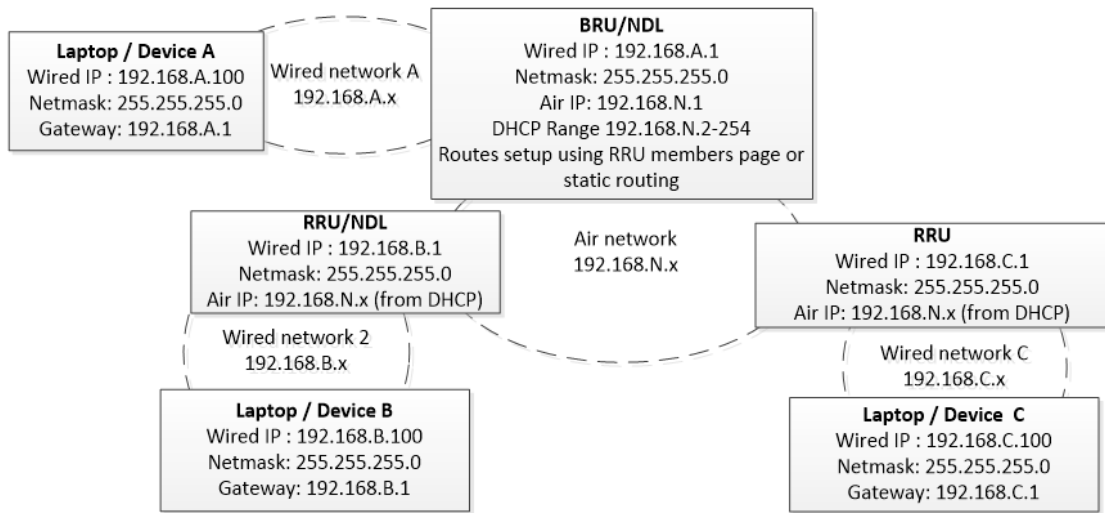 Laptop / Device A
Wired IP : 192.168.A.100
Netmask: 255.255.255.0
Gateway: 192.168.A.1
Wired network A
192.168.A.x
BRU/NDL
Wired IP : 192.168.A.1
Netmask: 255.255.255.0
Air IP: 192.168.N.1
DHCP Range 192.168.N.2-254
Routes setup using RRU members page or
static routing
RRU/NDL
Wired IP : 192.168.B.1
Netmask: 255.255.255.0
Air IP: 192.168.N.x (from DHCP)
Air network
192.168.N.x
RRU
Wired IP : 192.168.C.1
Netmask: 255.255.255.0
Air IP: 192.168.N.x (from DHCP)
Wired network 2
192.168.B.x
Wired network C
192.168.C.x
Laptop / Device B
Wired IP : 192.168.B.100
Netmask: 255.255.255.0
Gateway: 192.168.B.1
Laptop / Device  C
Wired IP : 192.168.C.100
Netmask: 255.255.255.0
Gateway: 192.168.C.1